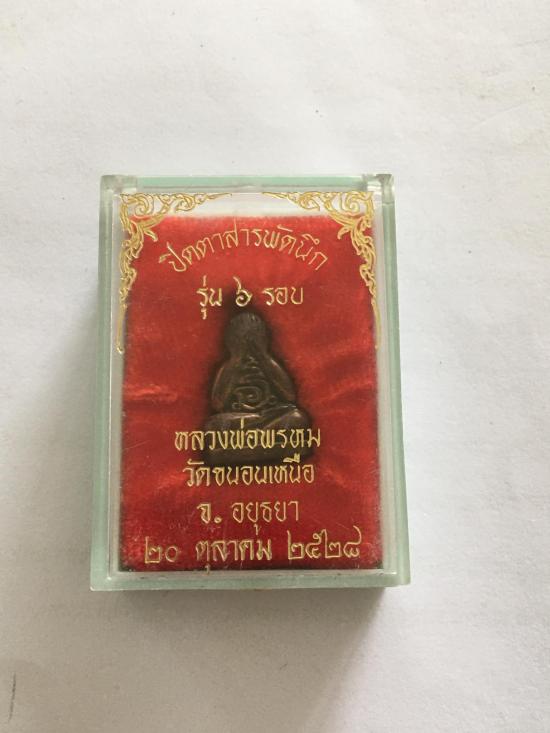 ปิดตาสารพัดนึก
รุ่น ๖ รอบ
หลวงพ่อพรหม
วัดขนอนเหนือ
จ. อยุธยา
๒๐ ตุลาคม ๒๕๒๘